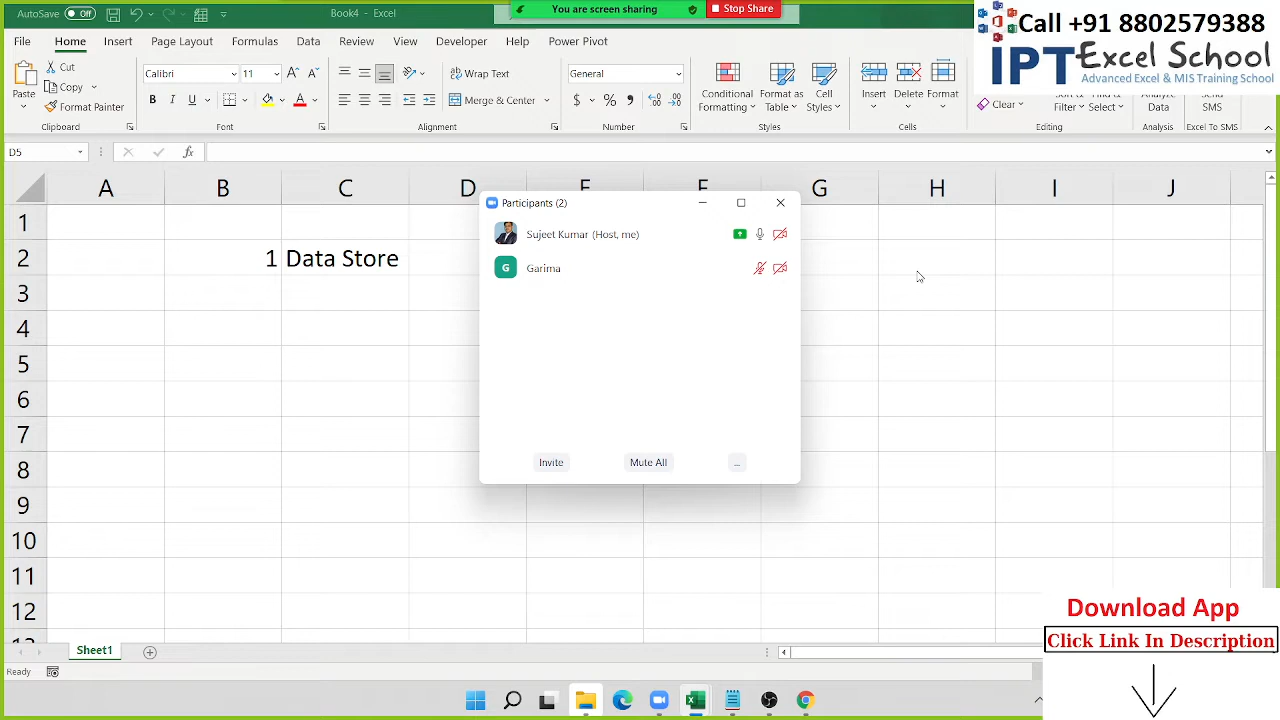 AutoSave Off
Book4 - Excel
You are screen sharing
Stop Share
Call +91 8802579388
IPT Excel School
Advanced Excel & MIS Training School
File Home Insert Page Layout Formulas Data Review View Developer Help Power Pivot
Paste
Cut
Copy
Format Painter
Calibri 11
B I U
Wrap Text
Merge & Center
General
$ % ,
Conditional Formatting
Format as Table
Cell Styles
Insert Delete Format
Clear
Filter
Select
Data
SMS
Clipboard Font Alignment Number Styles Cells Editing Analysis Excel To SMS
D5
fx
A B C D E F G H I J
1
2 1 Data Store
3
4
5
6
7
8
9
10
11
12
Participants (2)
Sujeet Kumar (Host, me)
G Garima
Invite Mute All ...
Download App
Click Link In Description
Sheet1
Ready